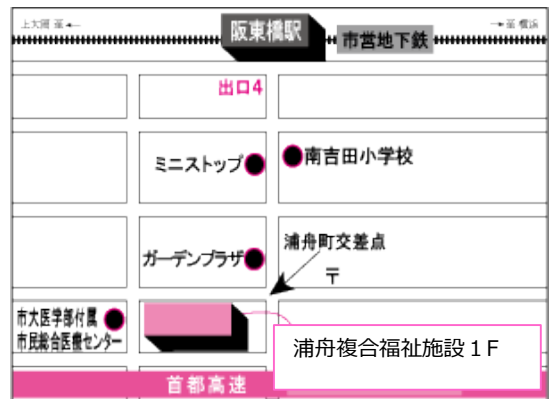 上大岡 至←
→至 横浜
阪東橋駅
市営地下鉄
出口4
ミニストップ
南吉田小学校
ガーデンプラザ
浦舟町交差点
〒
市大医学部付属
市民総合医療センター
浦舟複合福祉施設1F
首都高速